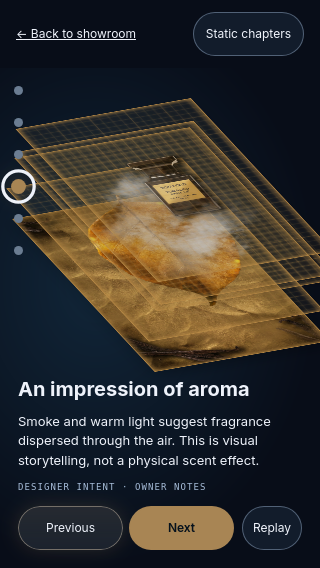 ← Back to showroom
Static chapters
An impression of aroma
Smoke and warm light suggest fragrance
dispersed through the air. This is visual
storytelling, not a physical scent effect.
DESIGNER INTENT · OWNER NOTES
Previous
Next
Replay